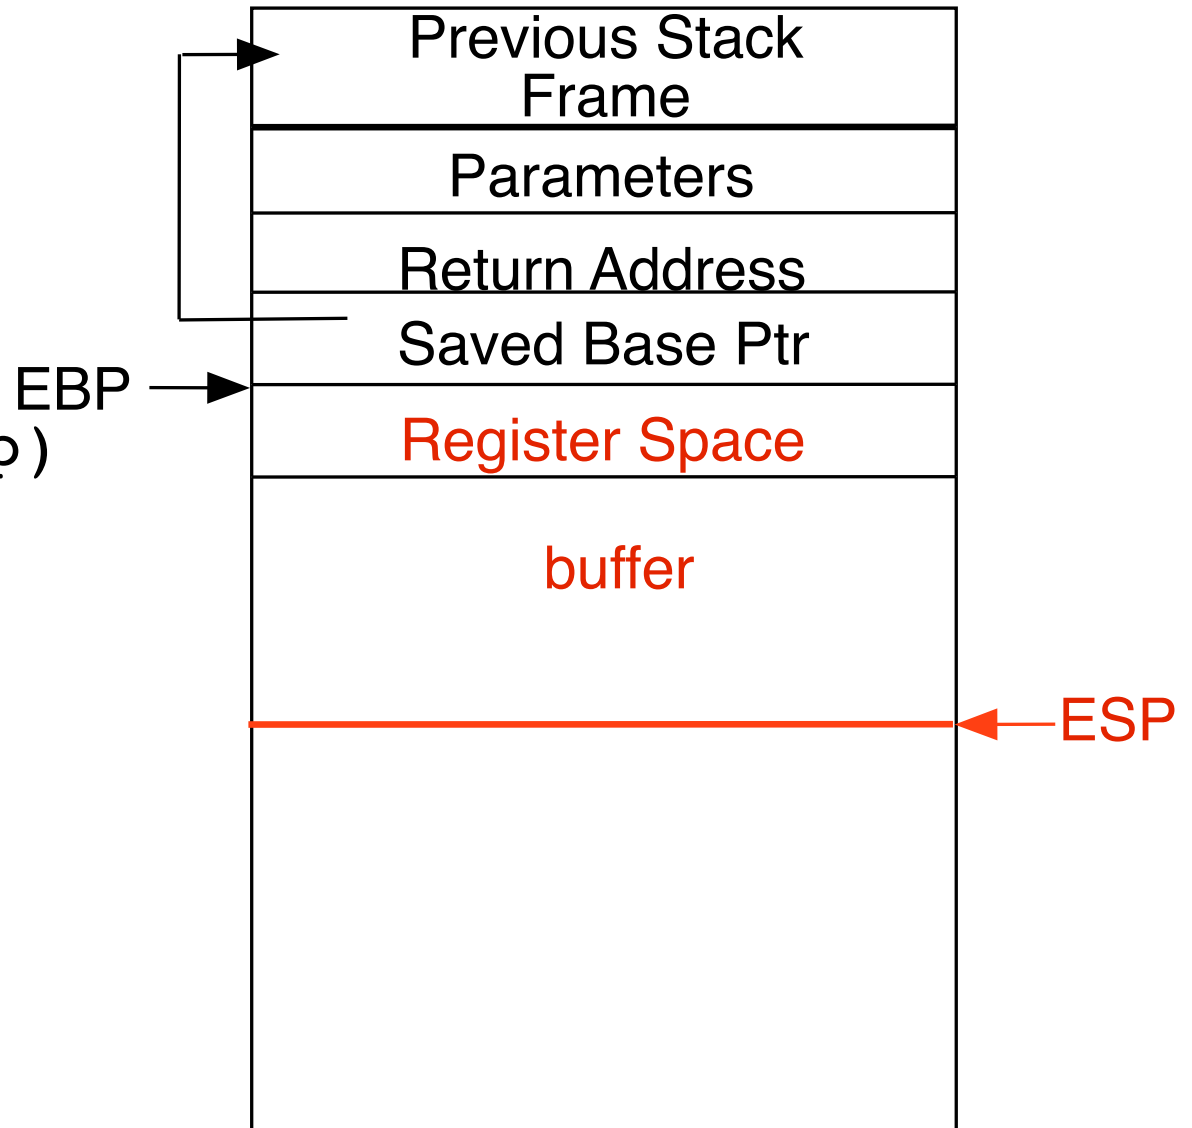 Previous Stack
Frame
Parameters
Return Address
Saved Base Ptr
EBP
)
Register Space
buffer
ESP